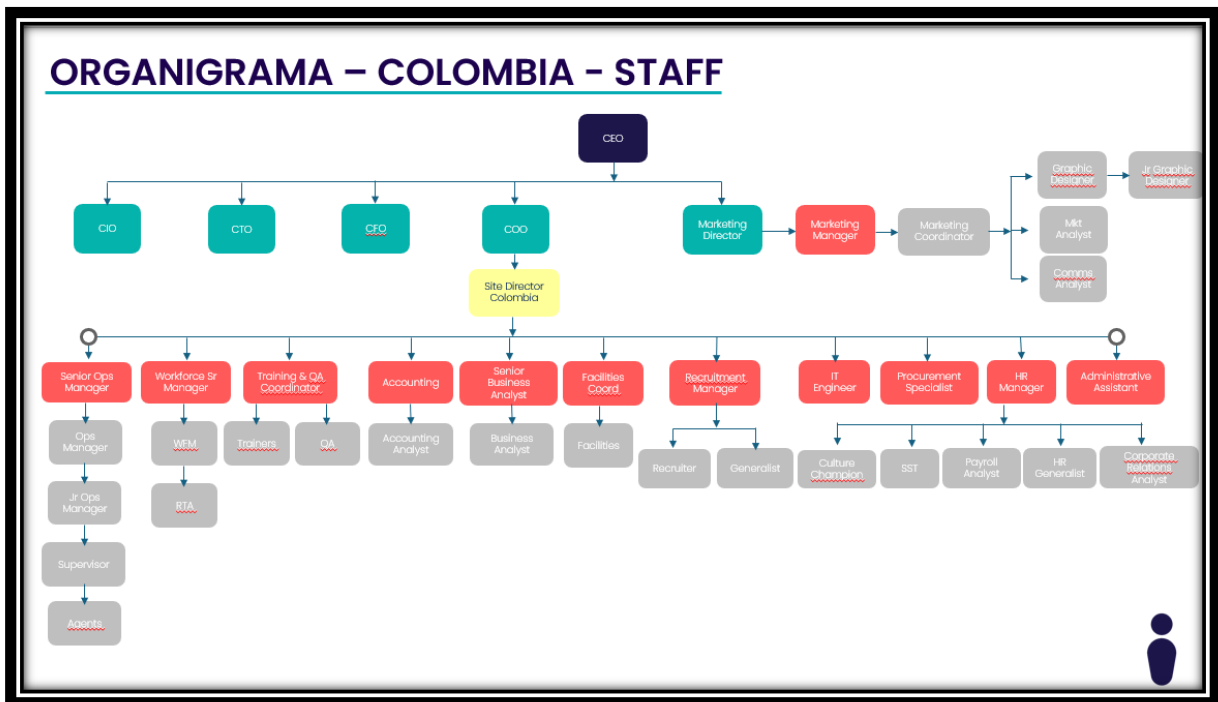 ORGANIGRAMA – COLOMBIA - STAFF
CEO
CIO
CTO
CFO
COO
Marketing
Director
Marketing
Manager
Marketing
Coordinator
Graphic
Designer
Jr Graphic
Designer
Mkt
Analyst
Comms
Analyst
Site Director
Colombia
Senior Ops
Manager
Workforce Sr
Manager
Training & QA
Coordinator
Accounting
Senior
Business
Analyst
Facilities
Coord
Recruitment
Manager
IT
Engineer
Procurement
Specialist
HR
Manager
Administrative
Assistant
Ops
Manager
WFM
Trainers
QA
Accounting
Analyst
Business
Analyst
Facilities
Recruiter
Generalist
Culture
Champion
SST
Payroll
Analyst
HR
Generalist
Corporate
Relations
Analyst
Jr Ops
Manager
RTA
Supervisor
Agents